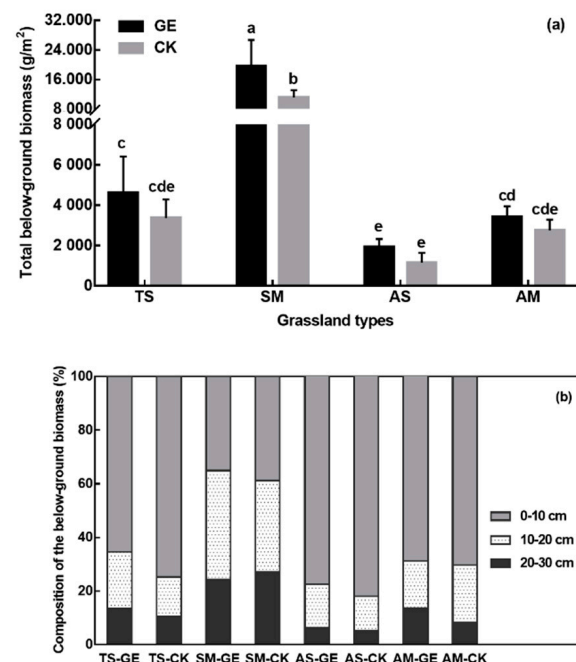 (a)
GE
CK
Total below-ground biomass (g/m²)
32.000
24.000
16.000
8 000
8 000
6 000
4 000
2 000
0
c
cde
a
b
e
e
cd
cde
TS SM AS AM
Grassland types
(b)
Composition of the below-ground biomass (%)
100
80
60
40
20
0
0-10 cm
10-20 cm
20-30 cm
TS-GE TS-CK SM-GE SM-CK AS-GE AS-CK AM-GE AM-CK